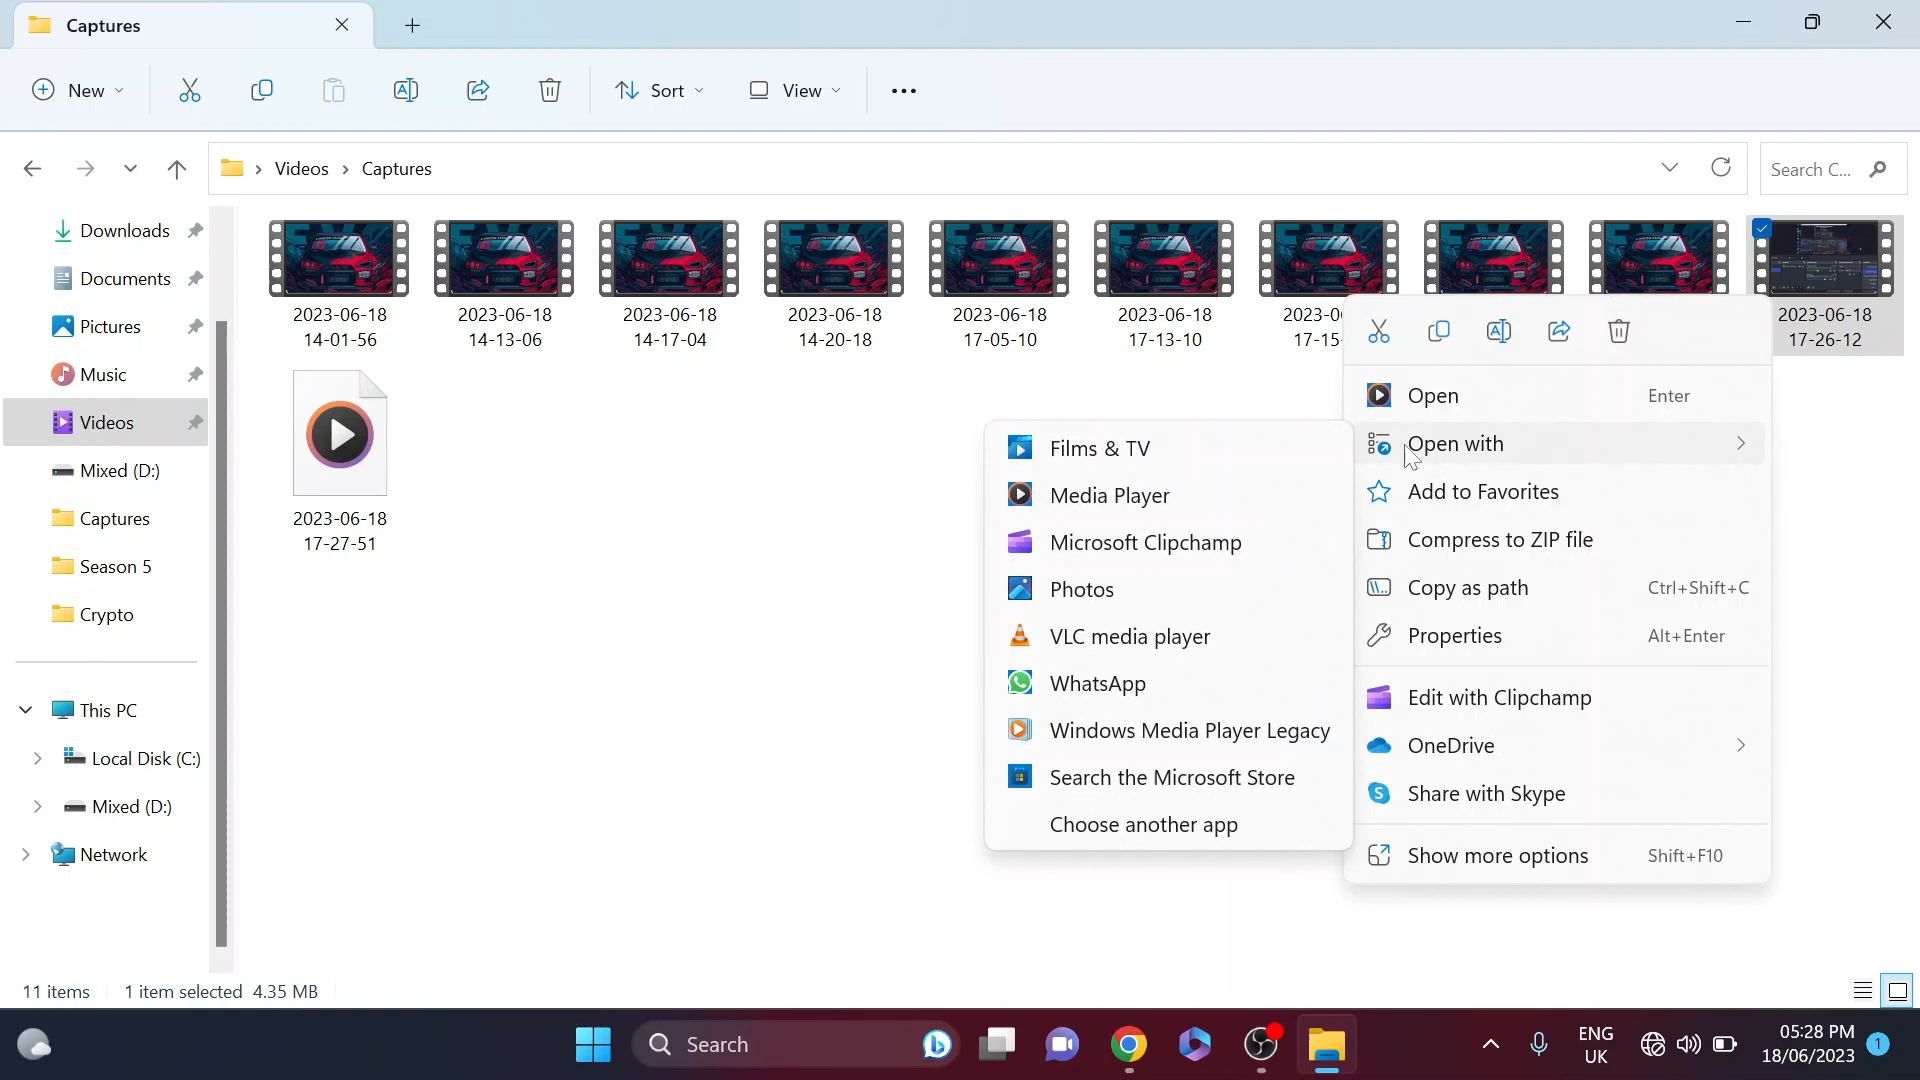 Captures
New
Sort
View
Videos
Captures
Search C...
Downloads
Documents
Pictures
Music
Videos
Mixed (D:)
Captures
Season 5
Crypto
This PC
Local Disk (C:)
Mixed (D:)
Network
2023-06-18
14-01-56
2023-06-18
14-13-06
2023-06-18
14-17-04
2023-06-18
14-20-18
2023-06-18
17-05-10
2023-06-18
17-13-10
2023-06-18
17-26-12
2023-06-18
17-27-51
Open Enter
Open with
Add to Favorites
Compress to ZIP file
Copy as path Ctrl+Shift+C
Properties Alt+Enter
Edit with Clipchamp
OneDrive
Share with Skype
Show more options Shift+F10
Films & TV
Media Player
Microsoft Clipchamp
Photos
VLC media player
WhatsApp
Windows Media Player Legacy
Search the Microsoft Store
Choose another app
11 items 1 item selected 4.35 MB
Search
ENG
UK
05:28 PM
18/06/2023
1